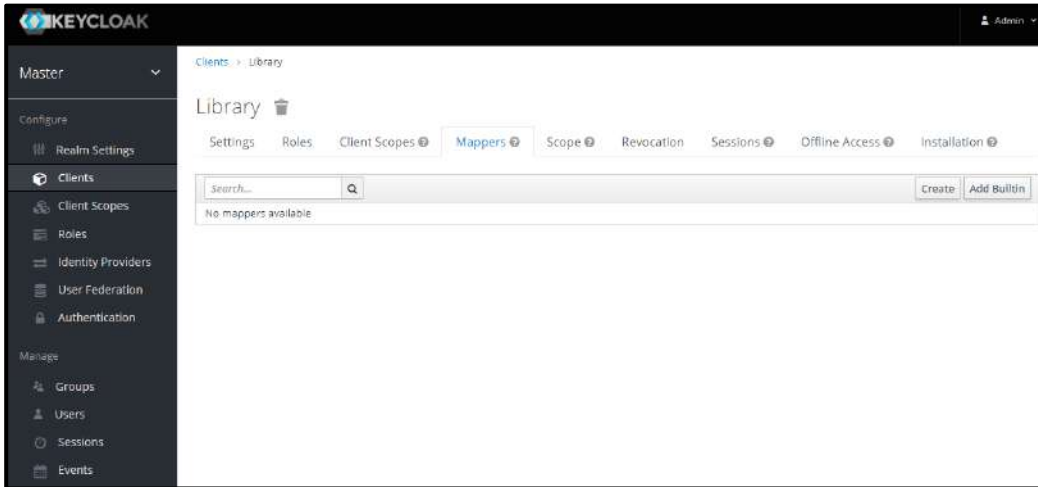 KEYCLOAK
Admin
Master
Configure
Realm Settings
Clients
Client Scopes
Roles
Identity Providers
User Federation
Authentication
Manage
Groups
Users
Sessions
Events
Clients > Library
Library
Settings Roles Client Scopes Mappers Scope Revocation Sessions Offline Access Installation
Search... Create Add Builtin
No mappers available